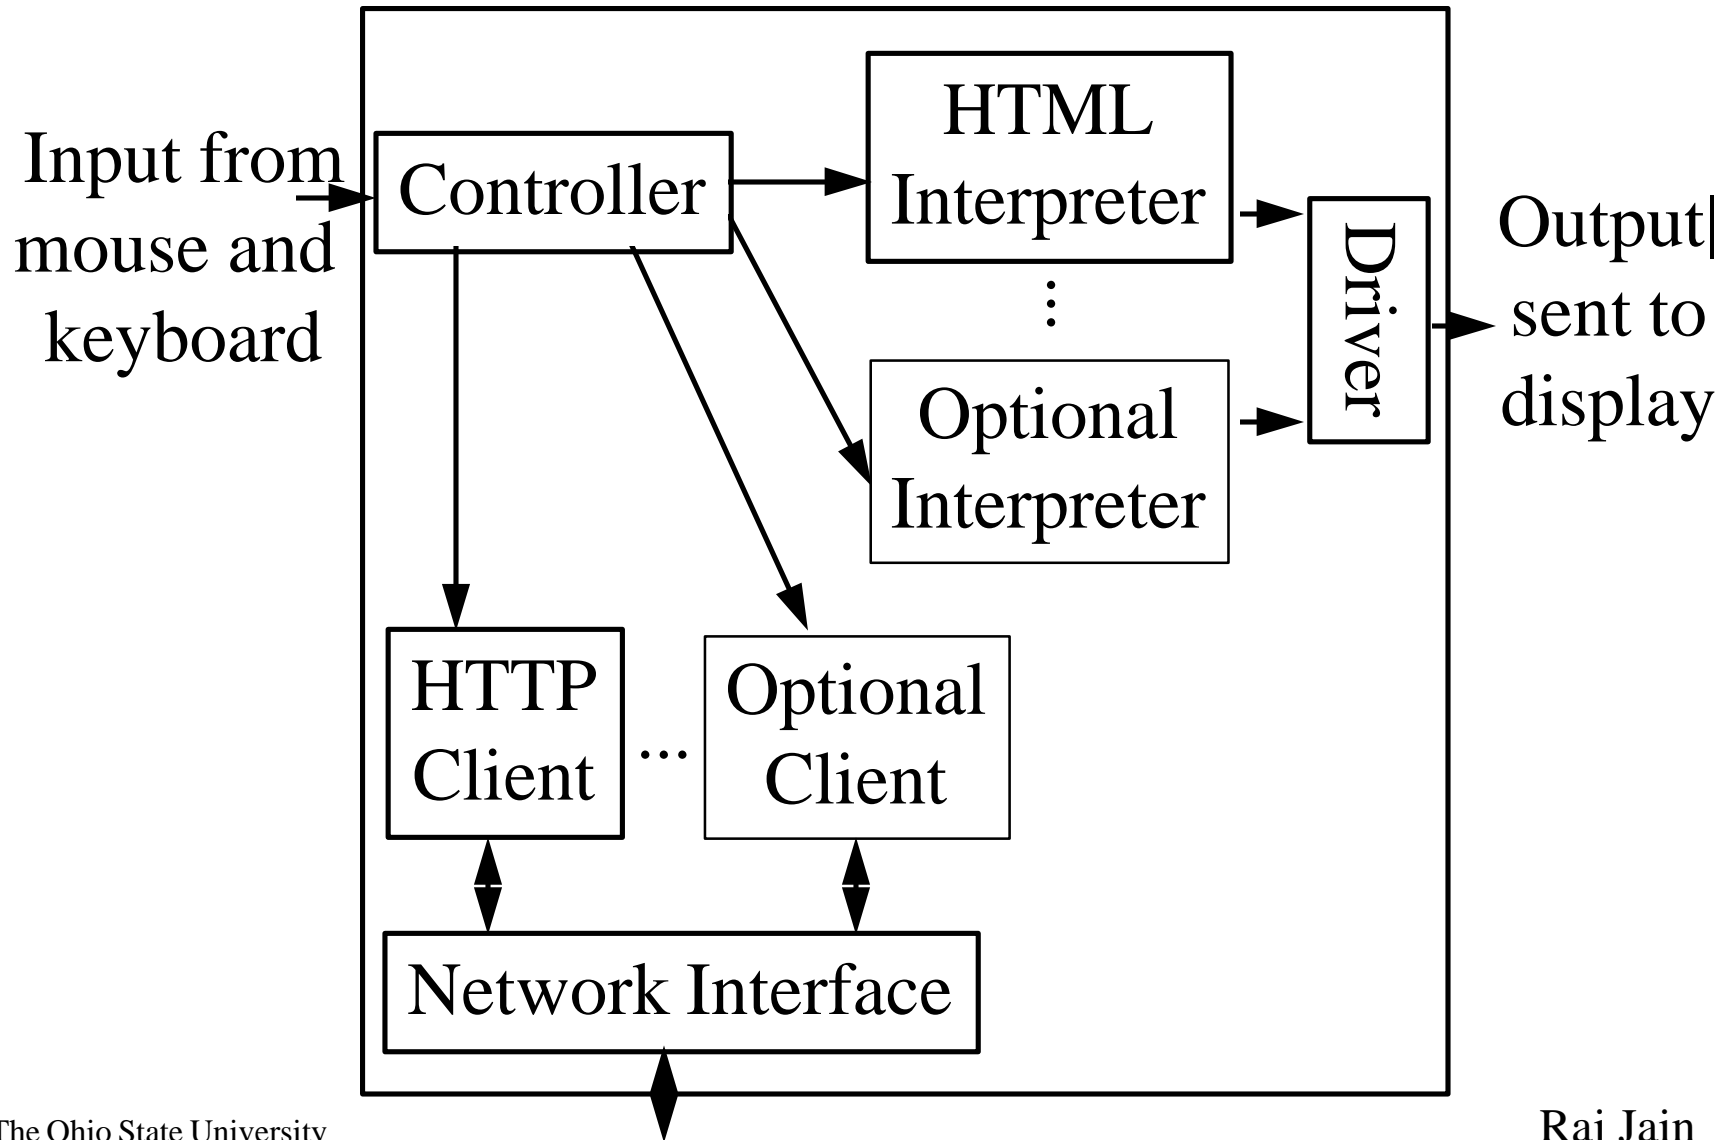 Input from
mouse and
keyboard
Controller
HTML
Interpreter
...
Optional
Interpreter
Driver
Output
sent to
display
HTTP
Client
...
Optional
Client
Network Interface
The Ohio State University
Raj Jain